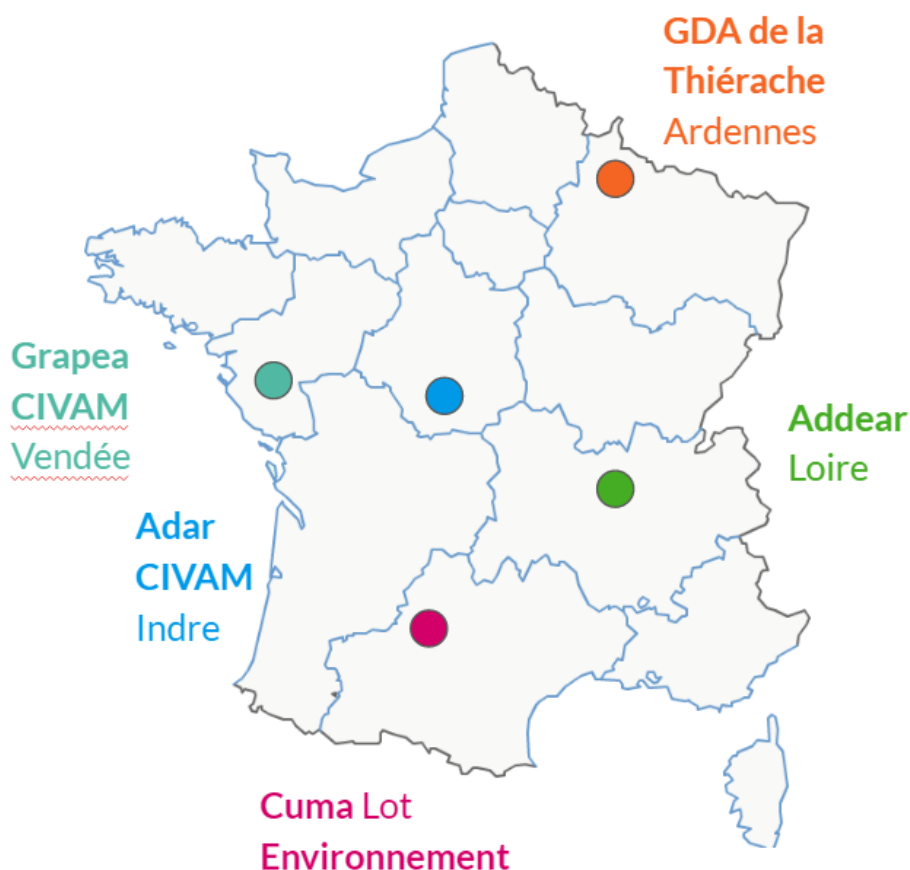 GDA de la
Thiérache
Ardennes
Grapea
CIVAM
Vendée
Addear
Loire
Adar
CIVAM
Indre
Cuma Lot
Environnement